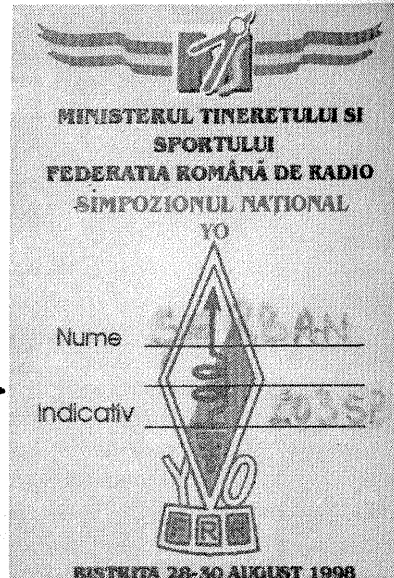 MINISTERUL TINERETULUI SI
SPORTULUI
FEDERATIA ROMÂNĂ DE RADIO
SIMPOZIONUL NAŢIONAL
YO
Nume
Indicativ
YO
FRR
BISTRITA 28-30 AUGUST 1998